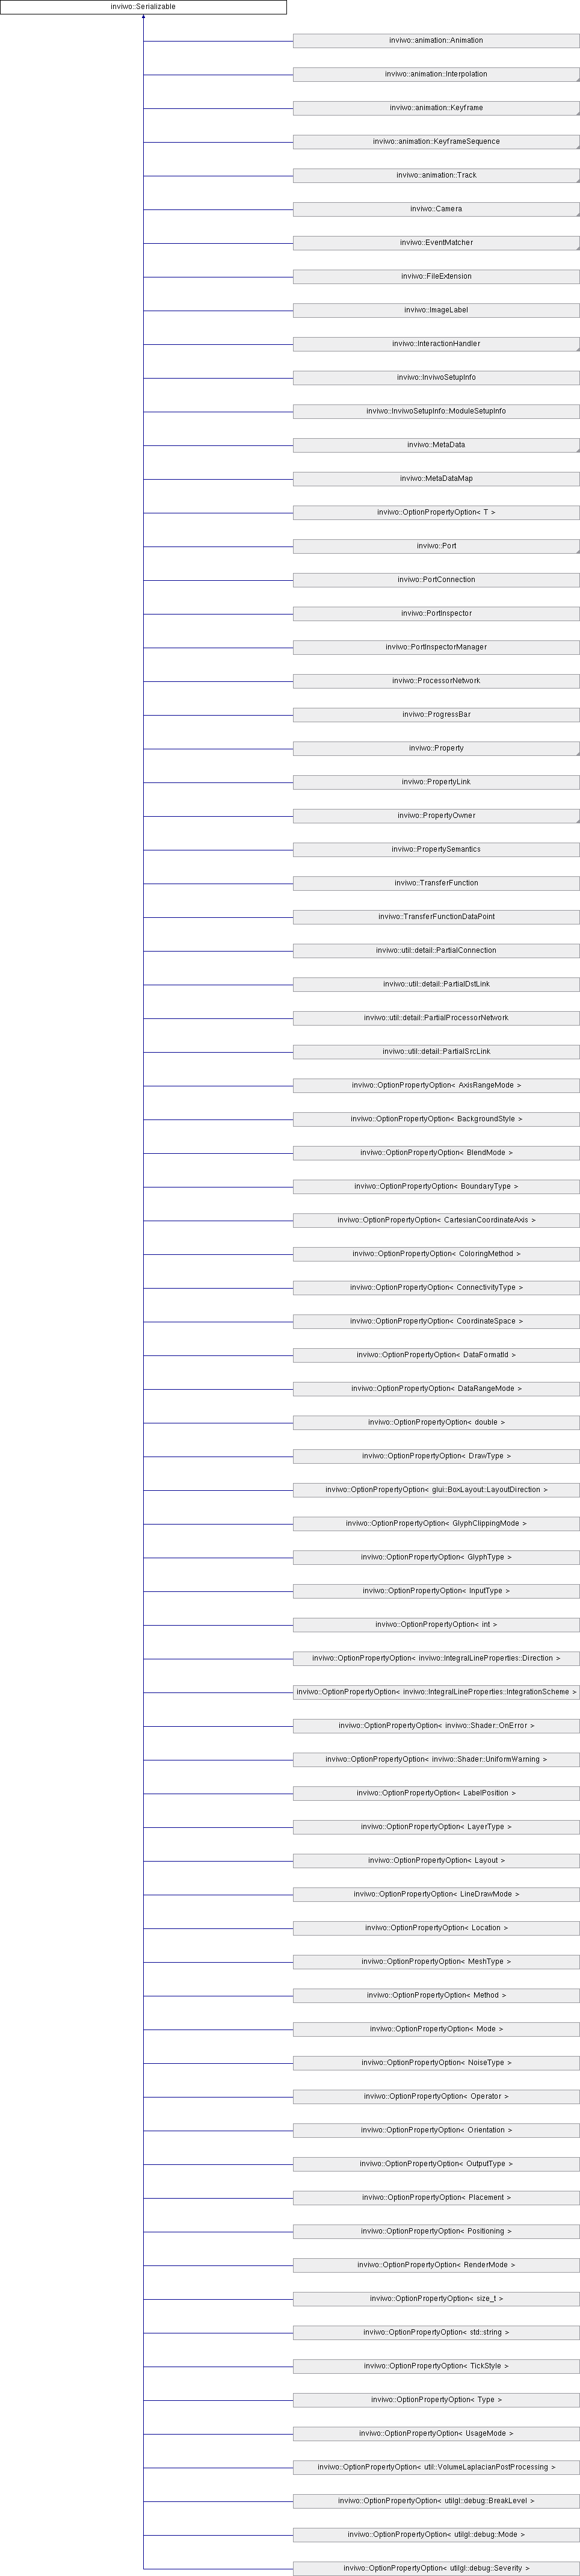 inviwo::Serializable
inviwo::animation::Animation
inviwo::animation::Interpolation
inviwo::animation::Keyframe
inviwo::animation::KeyframeSequence
inviwo::animation::Track
inviwo::Camera
inviwo::EventMatcher
inviwo::FileExtension
inviwo::ImageLabel
inviwo::InteractionHandler
inviwo::InviwoSetupInfo
inviwo::InviwoSetupInfo::ModuleSetupInfo
inviwo::MetaData
inviwo::MetaDataMap
inviwo::OptionPropertyOption< T >
inviwo::Port
inviwo::PortConnection
inviwo::PortInspector
inviwo::PortInspectorManager
inviwo::ProcessorNetwork
inviwo::ProgressBar
inviwo::Property
inviwo::PropertyLink
inviwo::PropertyOwner
inviwo::PropertySemantics
inviwo::TransferFunction
inviwo::TransferFunctionDataPoint
inviwo::util::detail::PartialConnection
inviwo::util::detail::PartialDstLink
inviwo::util::detail::PartialProcessorNetwork
inviwo::util::detail::PartialSrcLink
inviwo::OptionPropertyOption< AxisRangeMode >
inviwo::OptionPropertyOption< BackgroundStyle >
inviwo::OptionPropertyOption< BlendMode >
inviwo::OptionPropertyOption< BoundaryType >
inviwo::OptionPropertyOption< CartesianCoordinateAxis >
inviwo::OptionPropertyOption< ColoringMethod >
inviwo::OptionPropertyOption< ConnectivityType >
inviwo::OptionPropertyOption< CoordinateSpace >
inviwo::OptionPropertyOption< DataFormatId >
inviwo::OptionPropertyOption< DataRangeMode >
inviwo::OptionPropertyOption< double >
inviwo::OptionPropertyOption< DrawType >
inviwo::OptionPropertyOption< glui::BoxLayout::LayoutDirection >
inviwo::OptionPropertyOption< GlyphClippingMode >
inviwo::OptionPropertyOption< GlyphType >
inviwo::OptionPropertyOption< InputType >
inviwo::OptionPropertyOption< int >
inviwo::OptionPropertyOption< inviwo::IntegralLineProperties::Direction >
inviwo::OptionPropertyOption< inviwo::IntegralLineProperties::IntegrationScheme >
inviwo::OptionPropertyOption< inviwo::Shader::OnError >
inviwo::OptionPropertyOption< inviwo::Shader::UniformWarning >
inviwo::OptionPropertyOption< LabelPosition >
inviwo::OptionPropertyOption< LayerType >
inviwo::OptionPropertyOption< Layout >
inviwo::OptionPropertyOption< LineDrawMode >
inviwo::OptionPropertyOption< Location >
inviwo::OptionPropertyOption< MeshType >
inviwo::OptionPropertyOption< Method >
inviwo::OptionPropertyOption< Mode >
inviwo::OptionPropertyOption< NoiseType >
inviwo::OptionPropertyOption< Operator >
inviwo::OptionPropertyOption< Orientation >
inviwo::OptionPropertyOption< OutputType >
inviwo::OptionPropertyOption< Placement >
inviwo::OptionPropertyOption< Positioning >
inviwo::OptionPropertyOption< RenderMode >
inviwo::OptionPropertyOption< size_t >
inviwo::OptionPropertyOption< std::string >
inviwo::OptionPropertyOption< TickStyle >
inviwo::OptionPropertyOption< Type >
inviwo::OptionPropertyOption< UsageMode >
inviwo::OptionPropertyOption< util::VolumeLaplacianPostProcessing >
inviwo::OptionPropertyOption< utilgl::debug::BreakLevel >
inviwo::OptionPropertyOption< utilgl::debug::Mode >
inviwo::OptionPropertyOption< utilgl::debug::Severity >